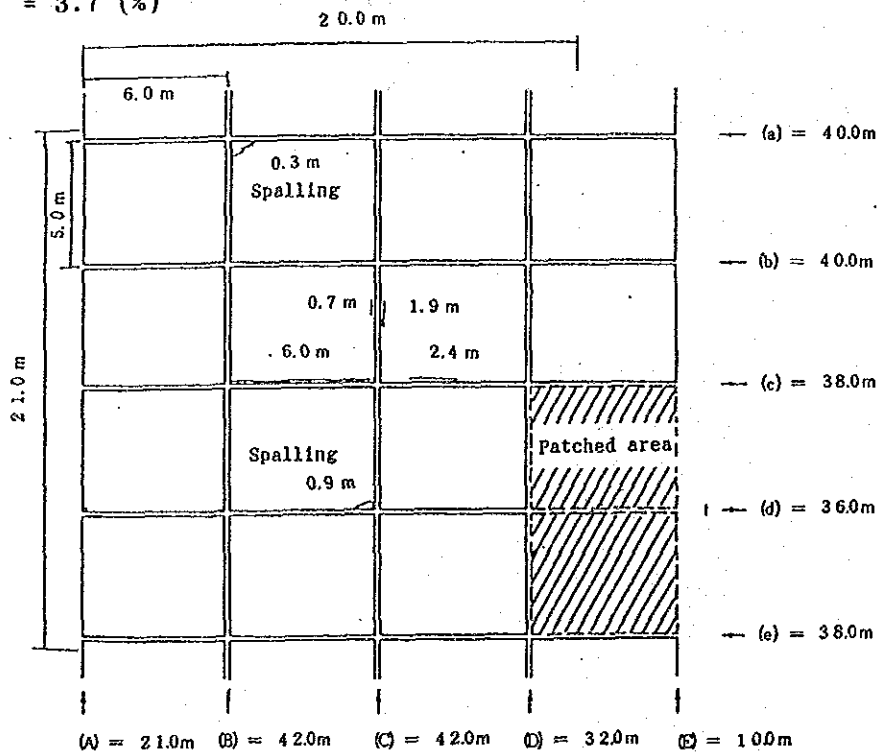 = 3.7 (%)
20.0 m
6.0 m
(a) = 40.0m
0.3 m
Spalling
5.0 m
(b) = 40.0m
0.7 m 1.9 m
6.0 m 2.4 m
21.0 m
(c) = 38.0m
Spalling
Patched area
0.9 m
(d) = 36.0m
(e) = 38.0m
(A) = 21.0m (B) = 42.0m (C) = 42.0m (D) = 32.0m (E) = 10.0m